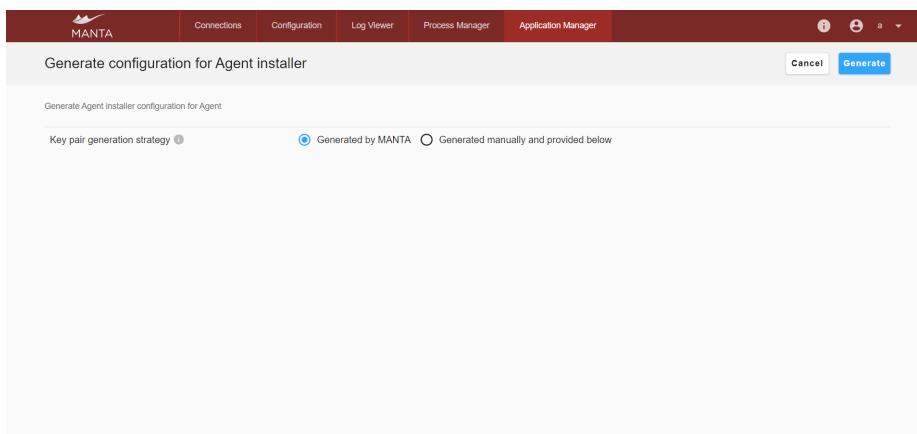 MANTA Connections Configuration Log Viewer Process Manager Application Manager i a
Generate configuration for Agent installer Cancel Generate
Generate Agent installer configuration for Agent
Key pair generation strategy i Generated by MANTA Generated manually and provided below